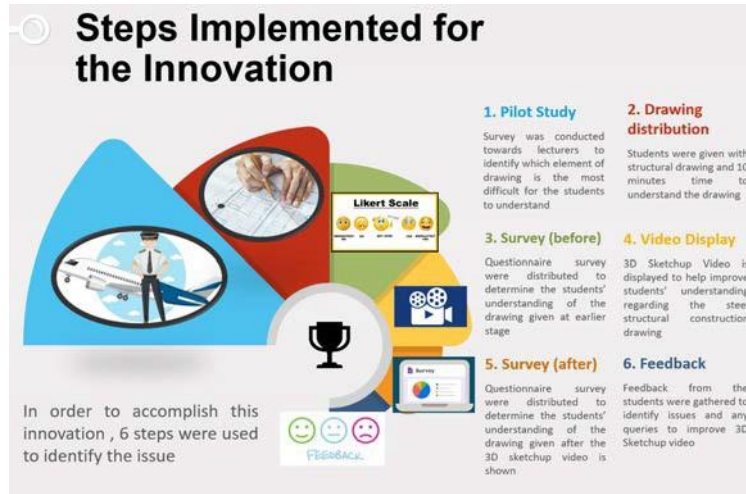 Steps Implemented for
the Innovation
1. Pilot Study
Survey was conducted
towards lecturers to
identify which element of
drawing is the most
difficult for the students
to understand
2. Drawing
distribution
Students were given with
structural drawing and 10
minutes time to
understand the drawing
3. Survey (before)
Questionnaire survey
were distributed to
determine the students'
understanding of the
drawing given at earlier
stage
4. Video Display
3D Sketchup Video is
displayed to help improve
students' understanding
regarding the steel
structural construction
drawing
5. Survey (after)
Questionnaire survey
were distributed to
determine the students'
understanding of the
drawing given after the
3D sketchup video is
shown
6. Feedback
Feedback from the
students were gathered to
identify issues and any
queries to improve 3D
Sketchup video
Likert Scale
Survey
FEEDBACK
In order to accomplish this
innovation , 6 steps were used
to identify the issue